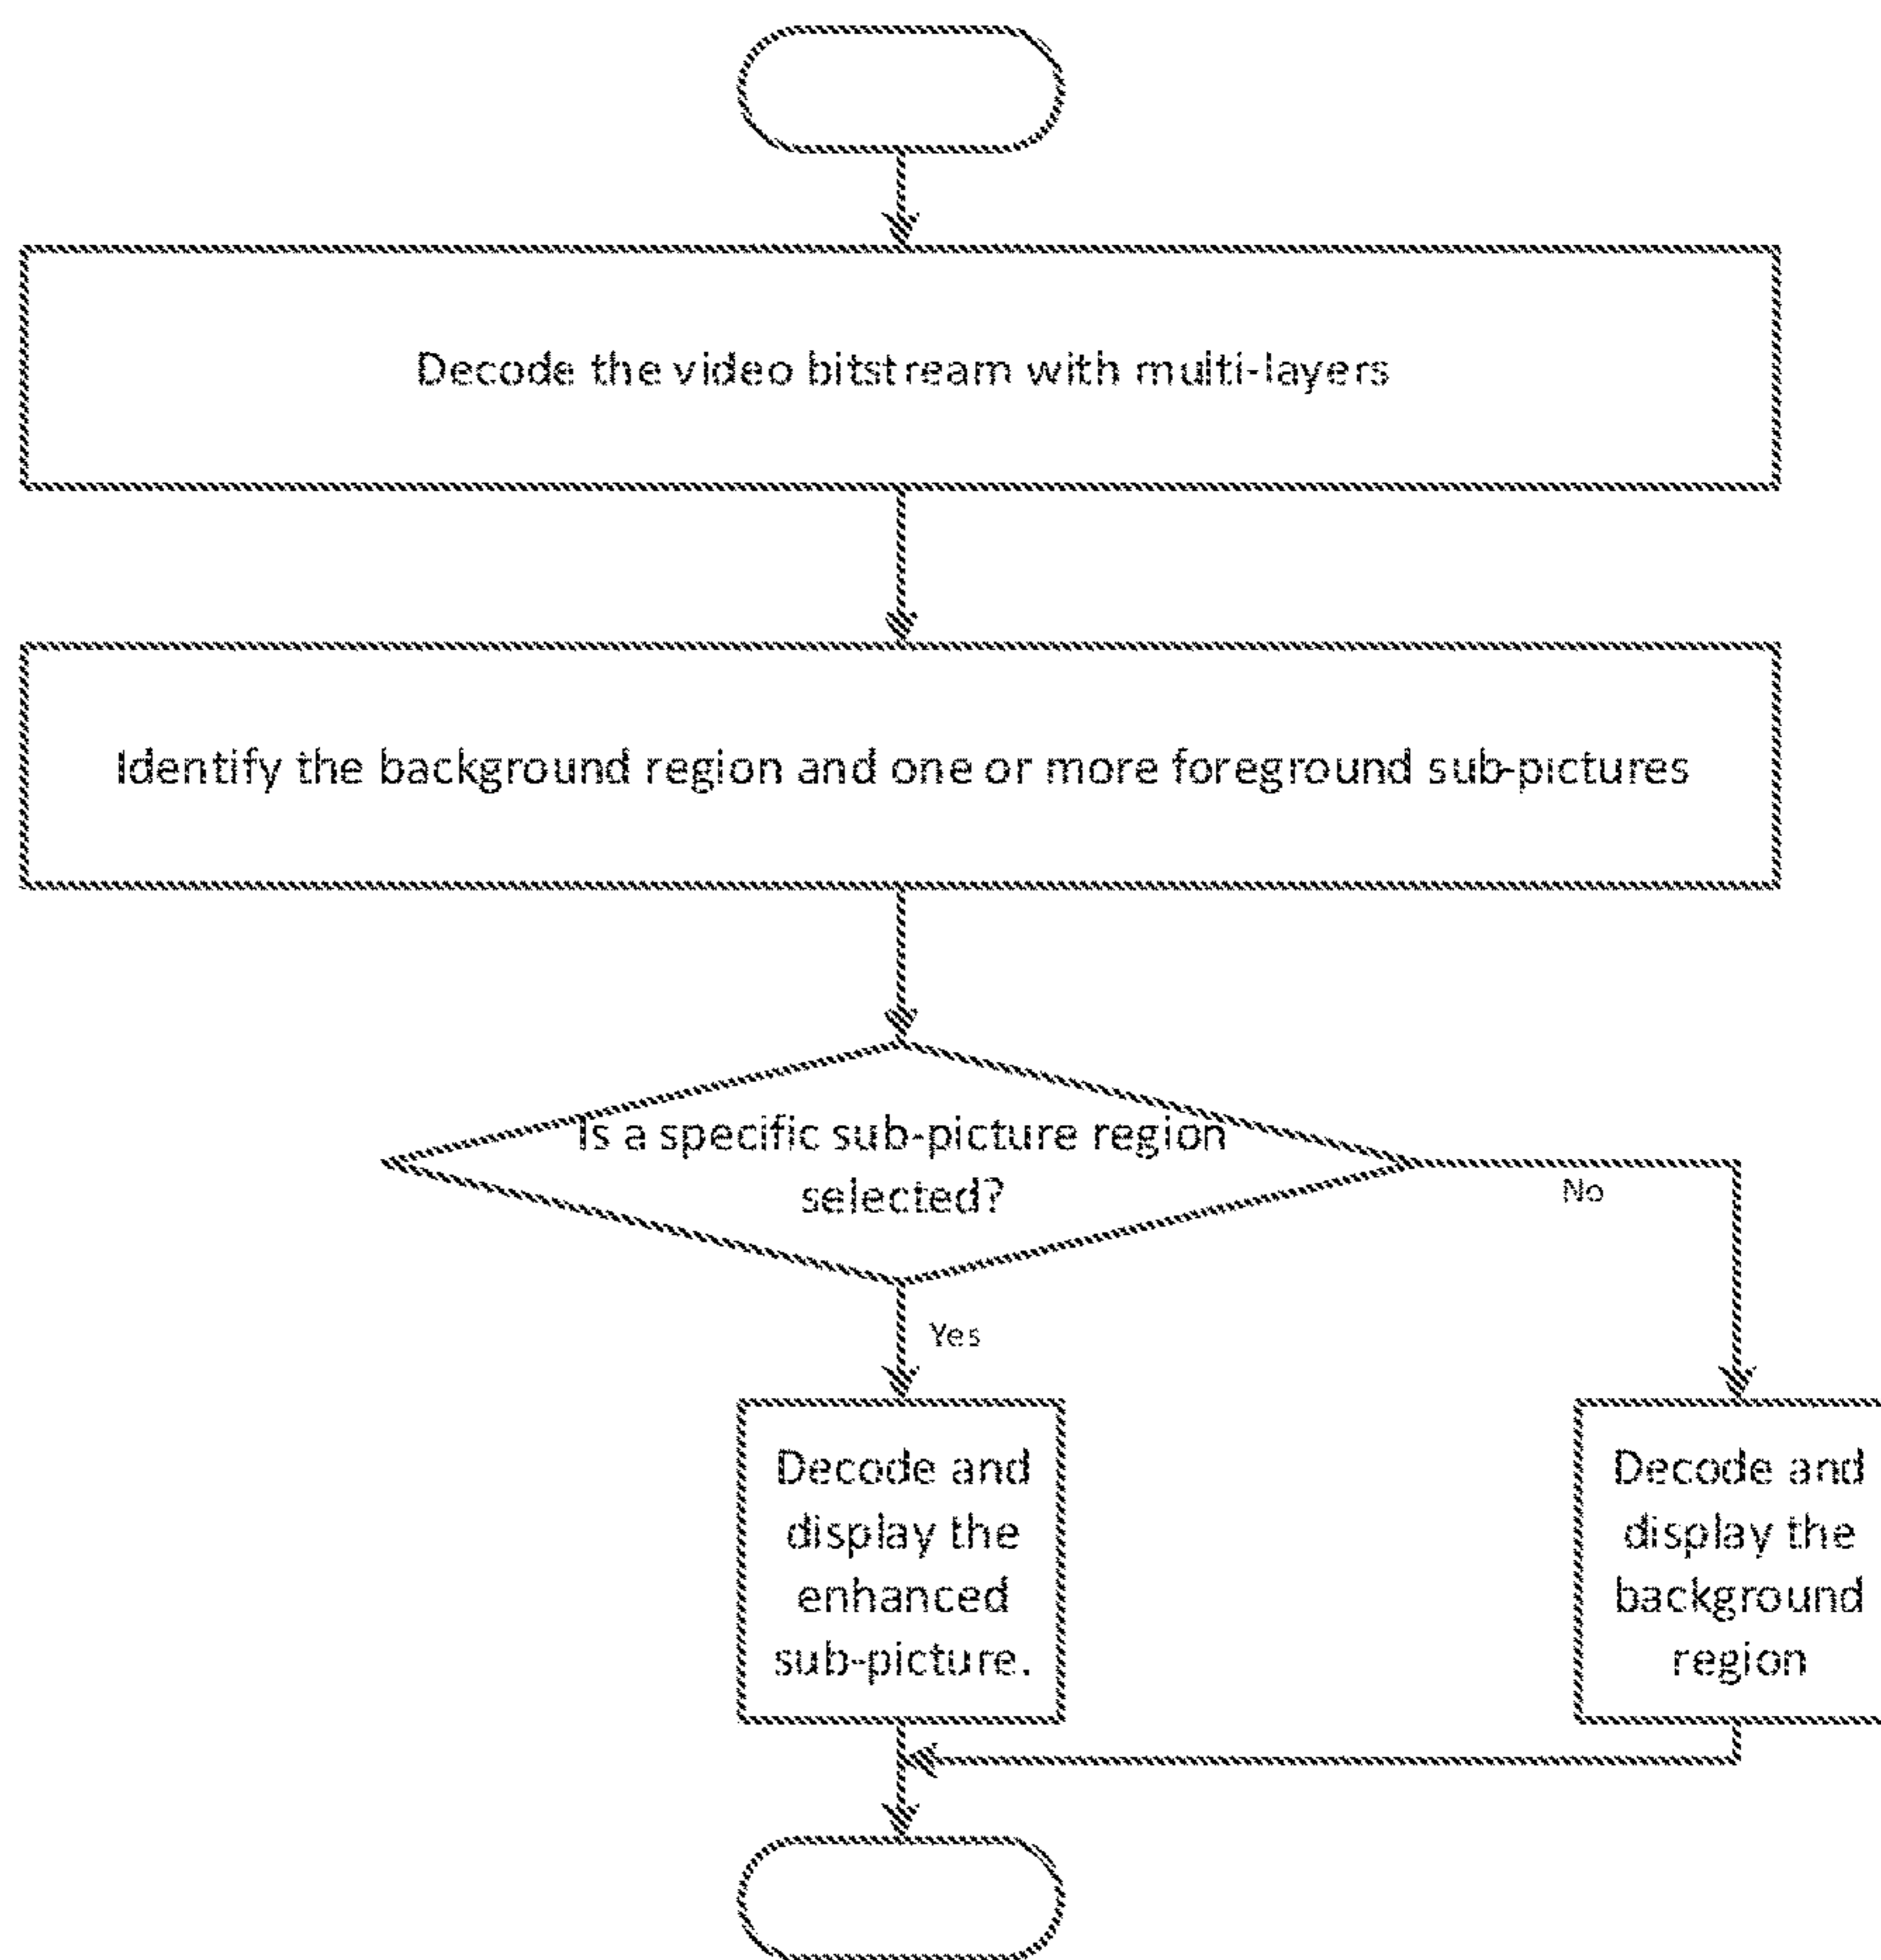 Decode the video bitstream with multi-layers
Identify the background region and one or more foreground sub-pictures
Is a specific sub-picture region
selected?
No
Yes
Decode and
display the
enhanced
sub-picture.
Decode and
display the
background
region